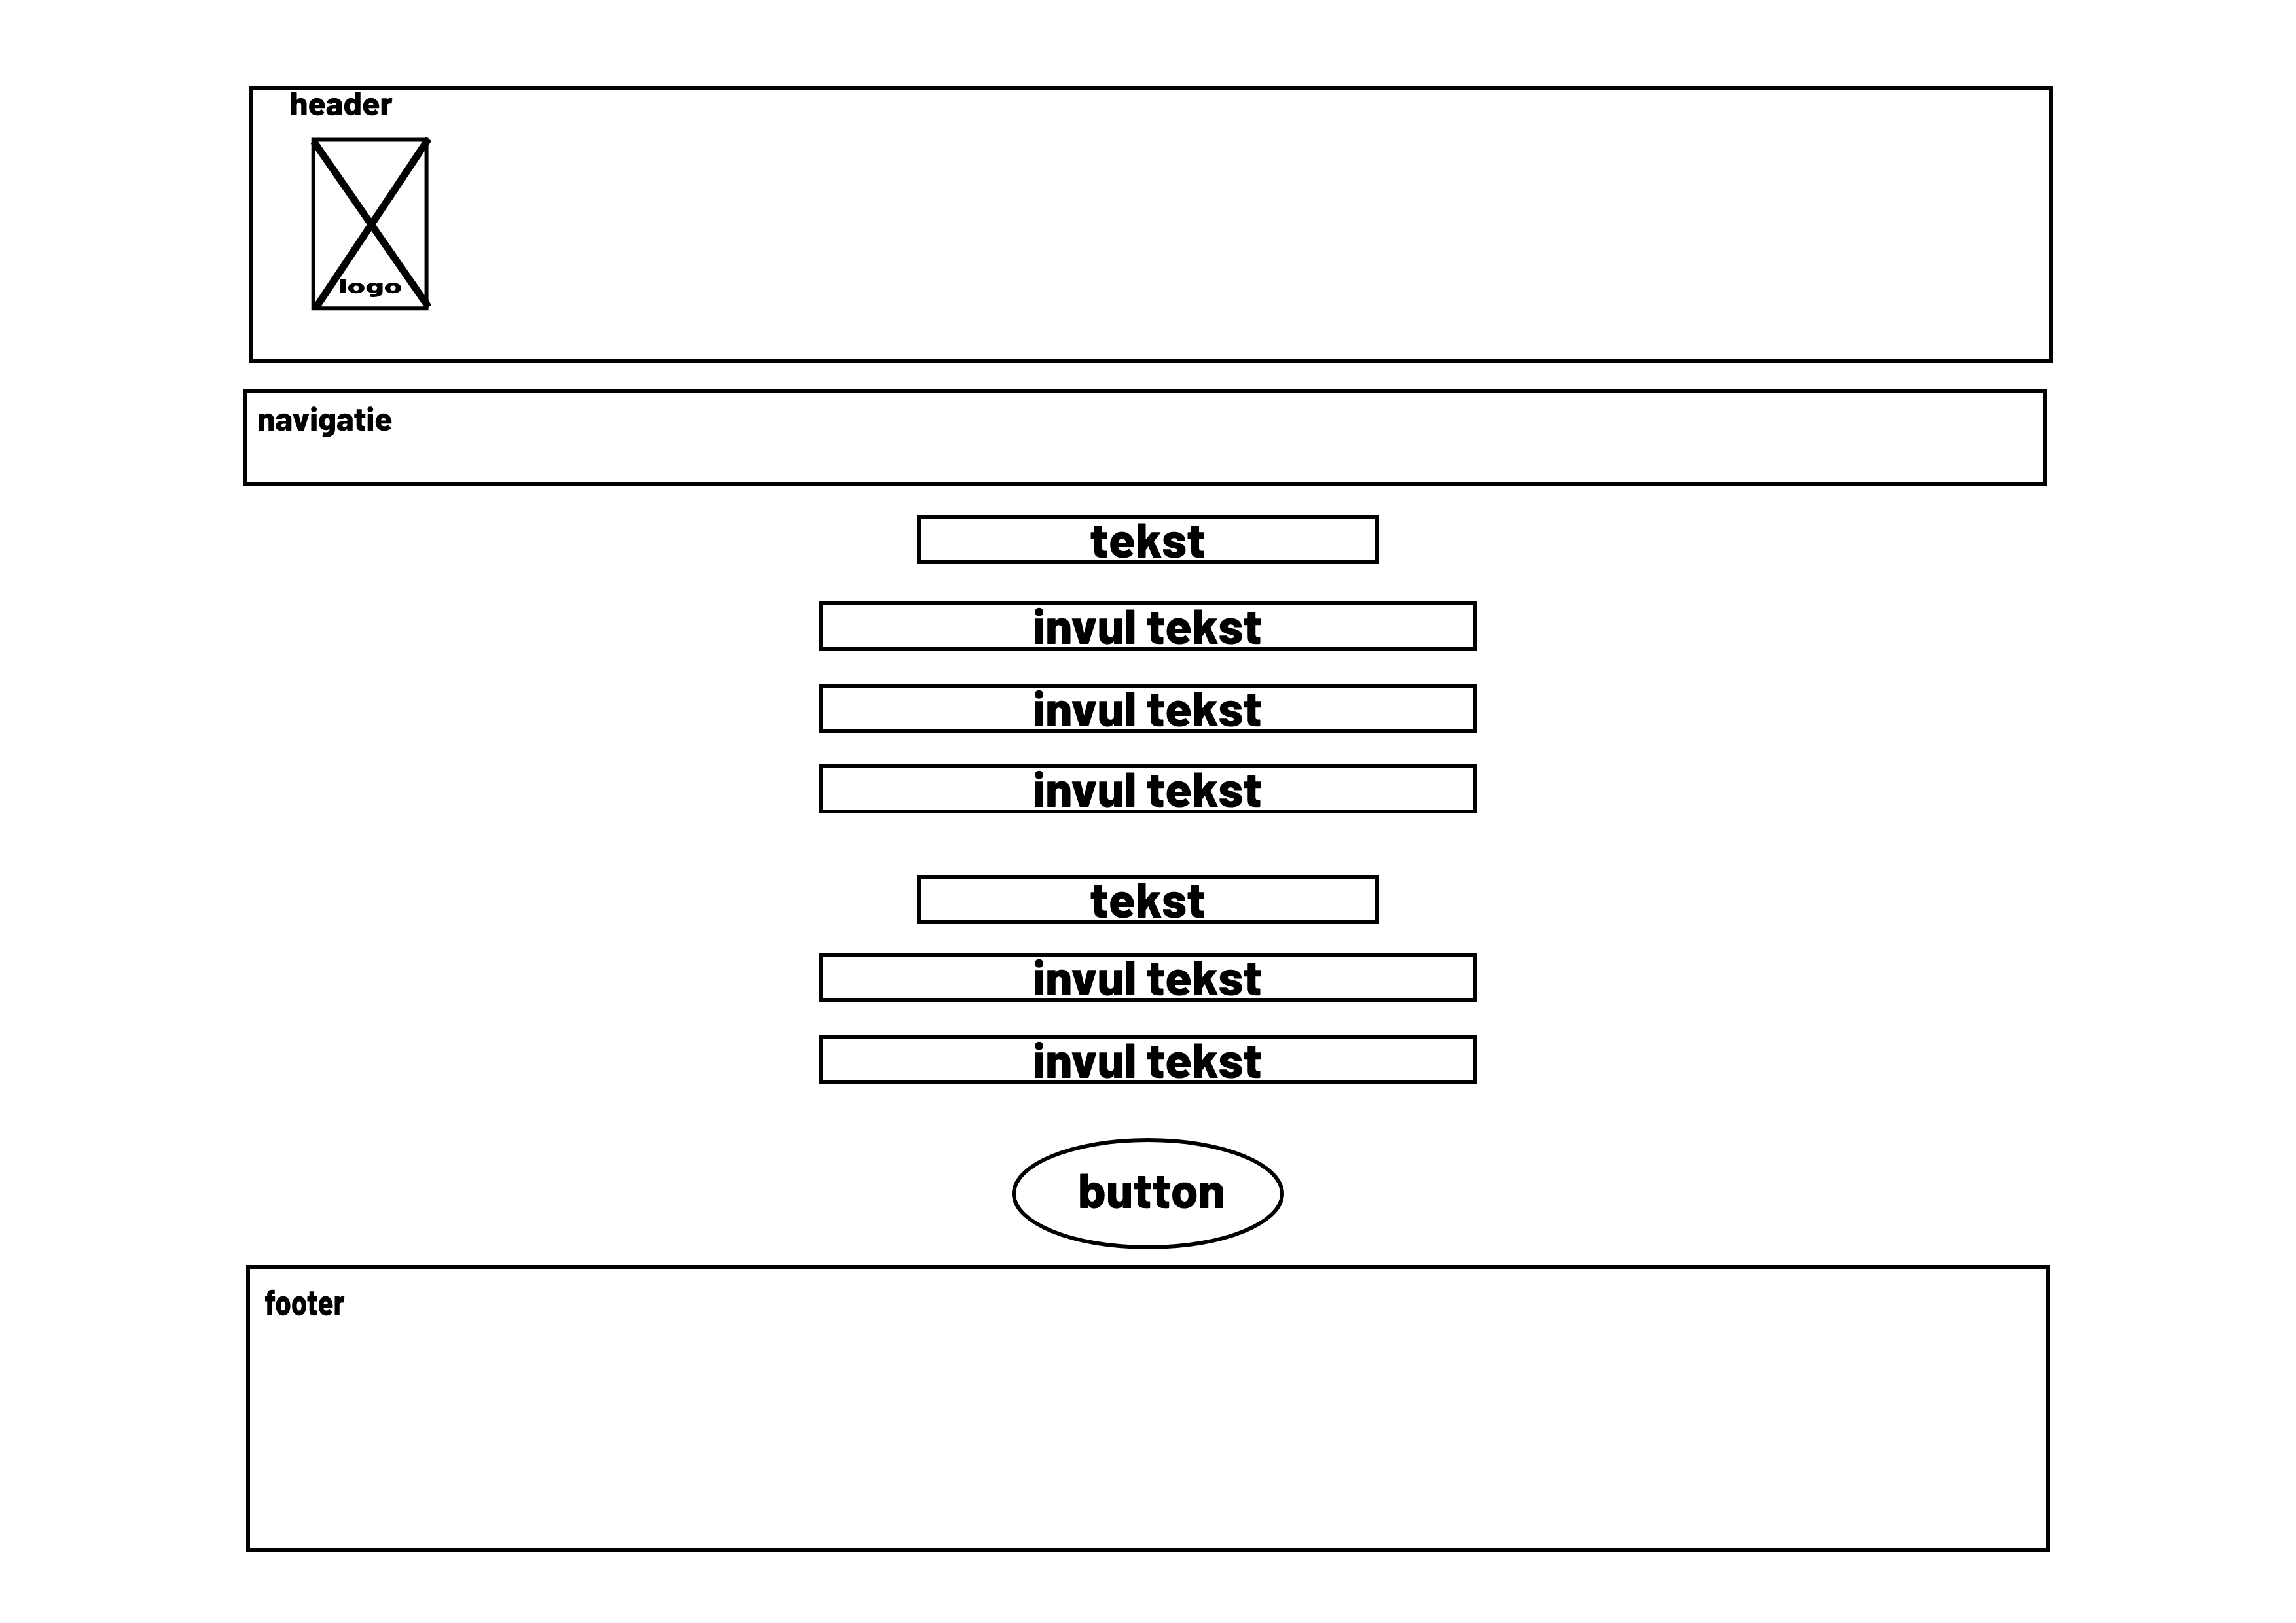 header
logo
navigatie
tekst
invul tekst
invul tekst
invul tekst
tekst
invul tekst
invul tekst
button
footer